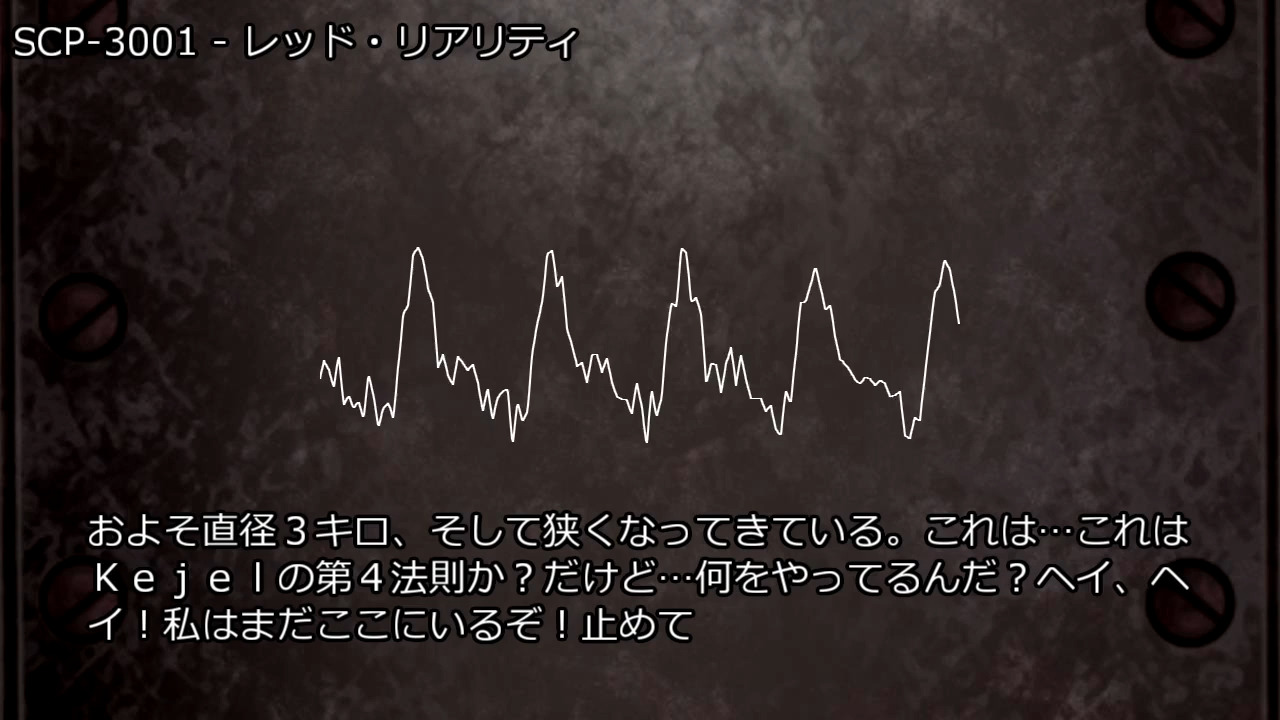 SCP-3001 - レッド・リアリティ
およそ直径３キロ、そして狭くなってきている。これは…これは
Ｋｅｊｅｌの第４法則か？だけど…何をやってるんだ？ヘイ、ヘ
イ！私はまだここにいるぞ！止めて